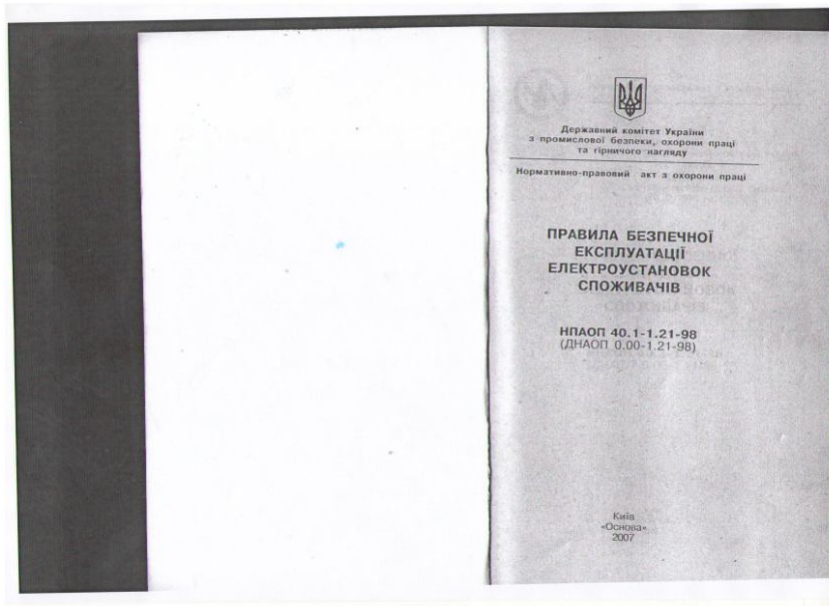 Державний комітет України
з промислової безпеки, охорони праці
та гірничого нагляду
Нормативно-правовий акт з охорони праці
ПРАВИЛА БЕЗПЕЧНОЇ
ЕКСПЛУАТАЦІЇ
ЕЛЕКТРОУСТАНОВОК
СПОЖИВАЧІВ
НПАОП 40.1-1.21-98
(ДНАОП 0.00-1.21-98)
Київ
«Основа»
2007